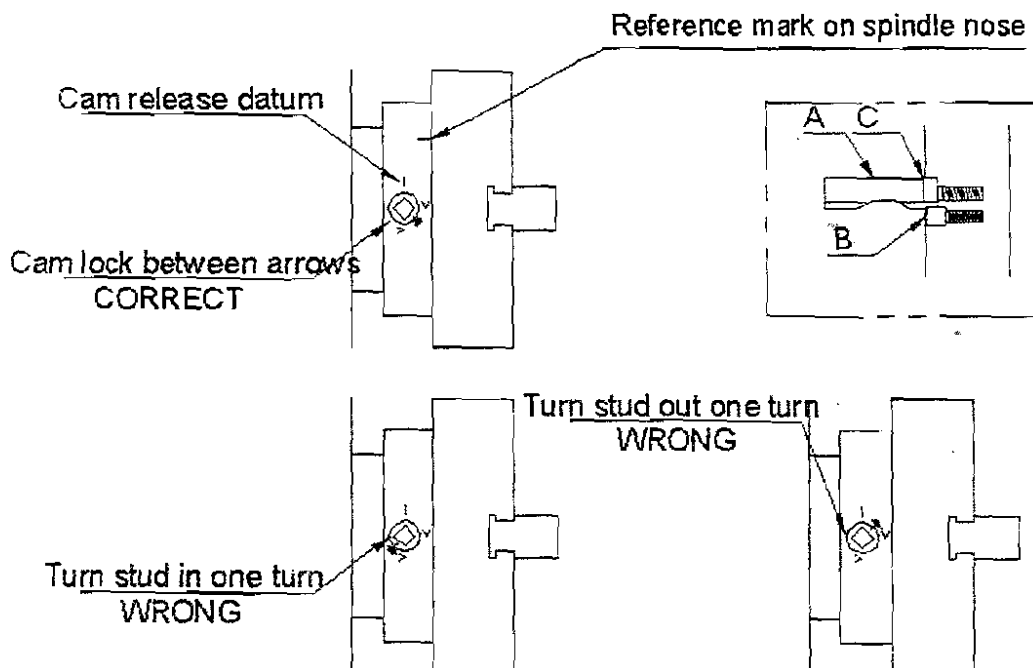 Reference mark on spindle nose
Cam release datum
A C
Cam lock between arrows
CORRECT
B
Turn stud out one turn
WRONG
Turn stud in one turn
WRONG